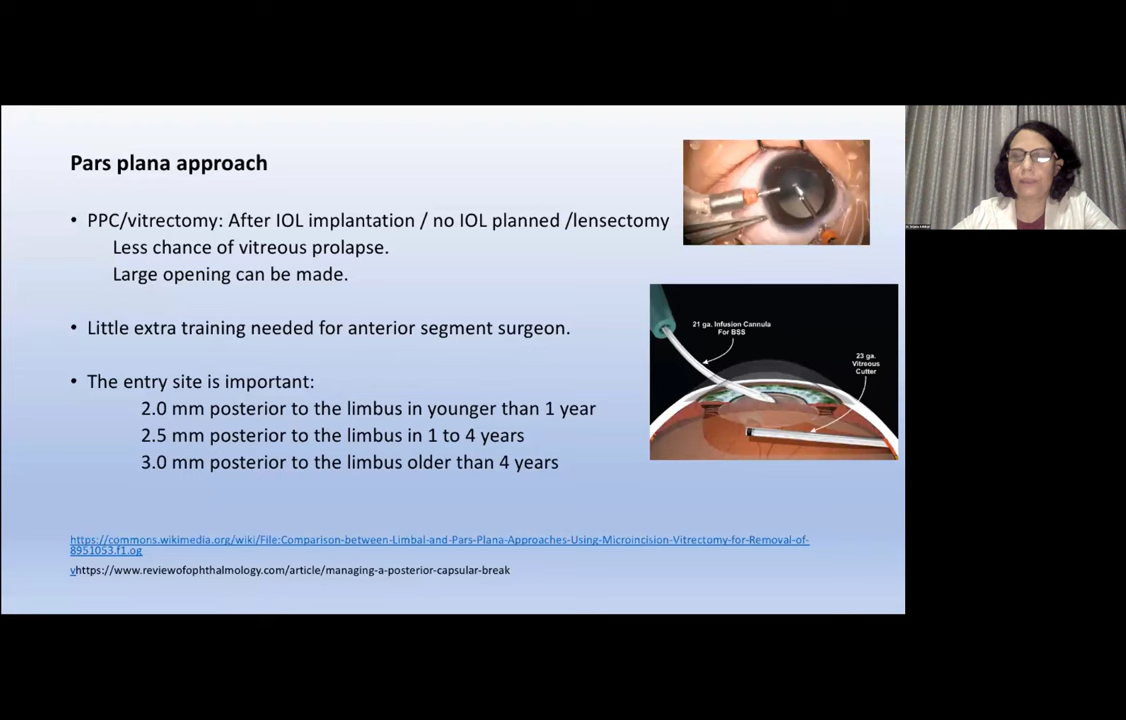 Pars plana approach
• PPC/vitrectomy: After IOL implantation / no IOL planned /lensectomy
Less chance of vitreous prolapse.
Large opening can be made.
• Little extra training needed for anterior segment surgeon.
• The entry site is important:
2.0 mm posterior to the limbus in younger than 1 year
2.5 mm posterior to the limbus in 1 to 4 years
3.0 mm posterior to the limbus older than 4 years
21 ga. Infusion Cannula
For BSS
23 ga.
Vitreous
Cutter
https://commons.wikimedia.org/wiki/File:Comparison-between-Limbal-and-Pars-Plana-Approaches-Using-Microincision-Vitrectomy-for-Removal-of-
8951053.f1.og
vhttps://www.reviewofophthalmology.com/article/managing-a-posterior-capsular-break